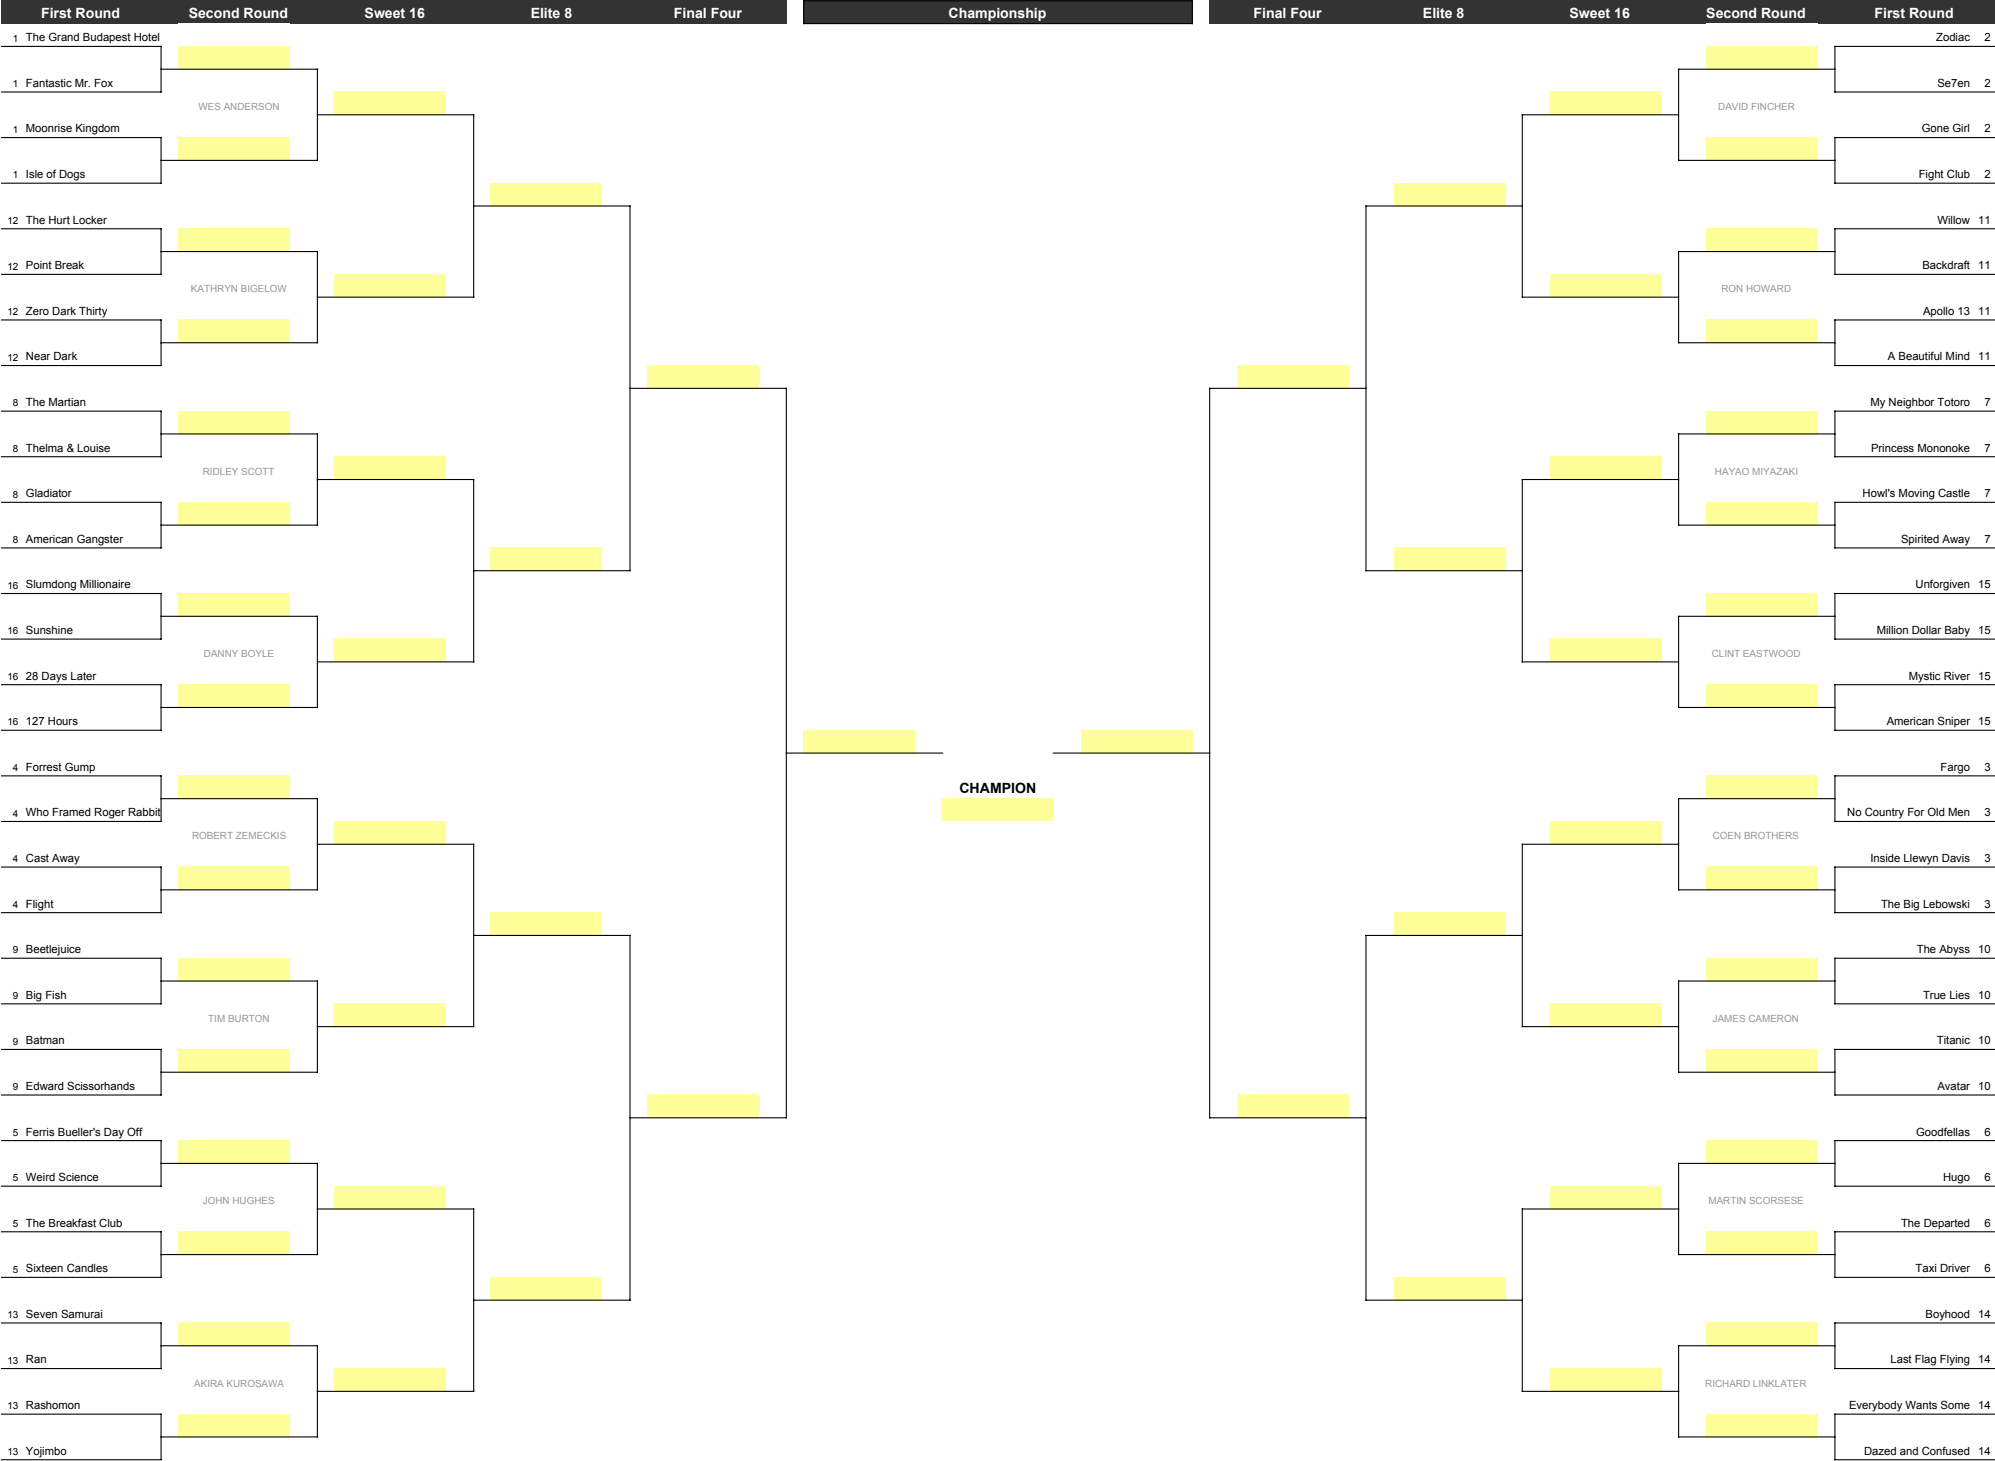 First Round
Second Round
Sweet 16
Elite 8
Final Four
Championship
Final Four
Elite 8
Sweet 16
Second Round
First Round
1 The Grand Budapest Hotel
1 Fantastic Mr. Fox
WES ANDERSON
1 Moonrise Kingdom
1 Isle of Dogs
12 The Hurt Locker
12 Point Break
KATHRYN BIGELOW
12 Zero Dark Thirty
12 Near Dark
8 The Martian
8 Thelma & Louise
RIDLEY SCOTT
8 Gladiator
8 American Gangster
16 Slumdong Millionaire
16 Sunshine
DANNY BOYLE
16 28 Days Later
16 127 Hours
4 Forrest Gump
4 Who Framed Roger Rabbit
ROBERT ZEMECKIS
4 Cast Away
4 Flight
9 Beetlejuice
9 Big Fish
TIM BURTON
9 Batman
9 Edward Scissorhands
5 Ferris Bueller's Day Off
5 Weird Science
JOHN HUGHES
5 The Breakfast Club
5 Sixteen Candles
13 Seven Samurai
13 Ran
AKIRA KUROSAWA
13 Rashomon
13 Yojimbo
CHAMPION
Zodiac 2
Se7en 2
DAVID FINCHER
Gone Girl 2
Fight Club 2
Willow 11
Backdraft 11
RON HOWARD
Apollo 13 11
A Beautiful Mind 11
My Neighbor Totoro 7
Princess Mononoke 7
HAYAO MIYAZAKI
Howl's Moving Castle 7
Spirited Away 7
Unforgiven 15
Million Dollar Baby 15
CLINT EASTWOOD
Mystic River 15
American Sniper 15
Fargo 3
No Country For Old Men 3
COEN BROTHERS
Inside Llewyn Davis 3
The Big Lebowski 3
The Abyss 10
True Lies 10
JAMES CAMERON
Titanic 10
Avatar 10
Goodfellas 6
Hugo 6
MARTIN SCORSESE
The Departed 6
Taxi Driver 6
Boyhood 14
Last Flag Flying 14
RICHARD LINKLATER
Everybody Wants Some 14
Dazed and Confused 14